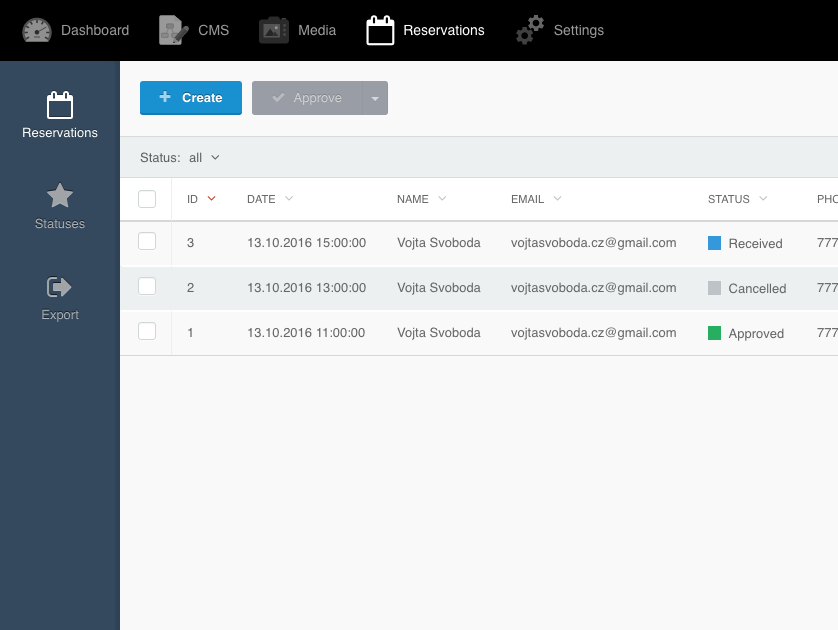 Dashboard CMS Media Reservations Settings
Reservations
Statuses
Export
Create Approve
Status: all
ID DATE NAME EMAIL STATUS PHO
3 13.10.2016 15:00:00 Vojta Svoboda vojtasvoboda.cz@gmail.com Received 777
2 13.10.2016 13:00:00 Vojta Svoboda vojtasvoboda.cz@gmail.com Cancelled 777
1 13.10.2016 11:00:00 Vojta Svoboda vojtasvoboda.cz@gmail.com Approved 777